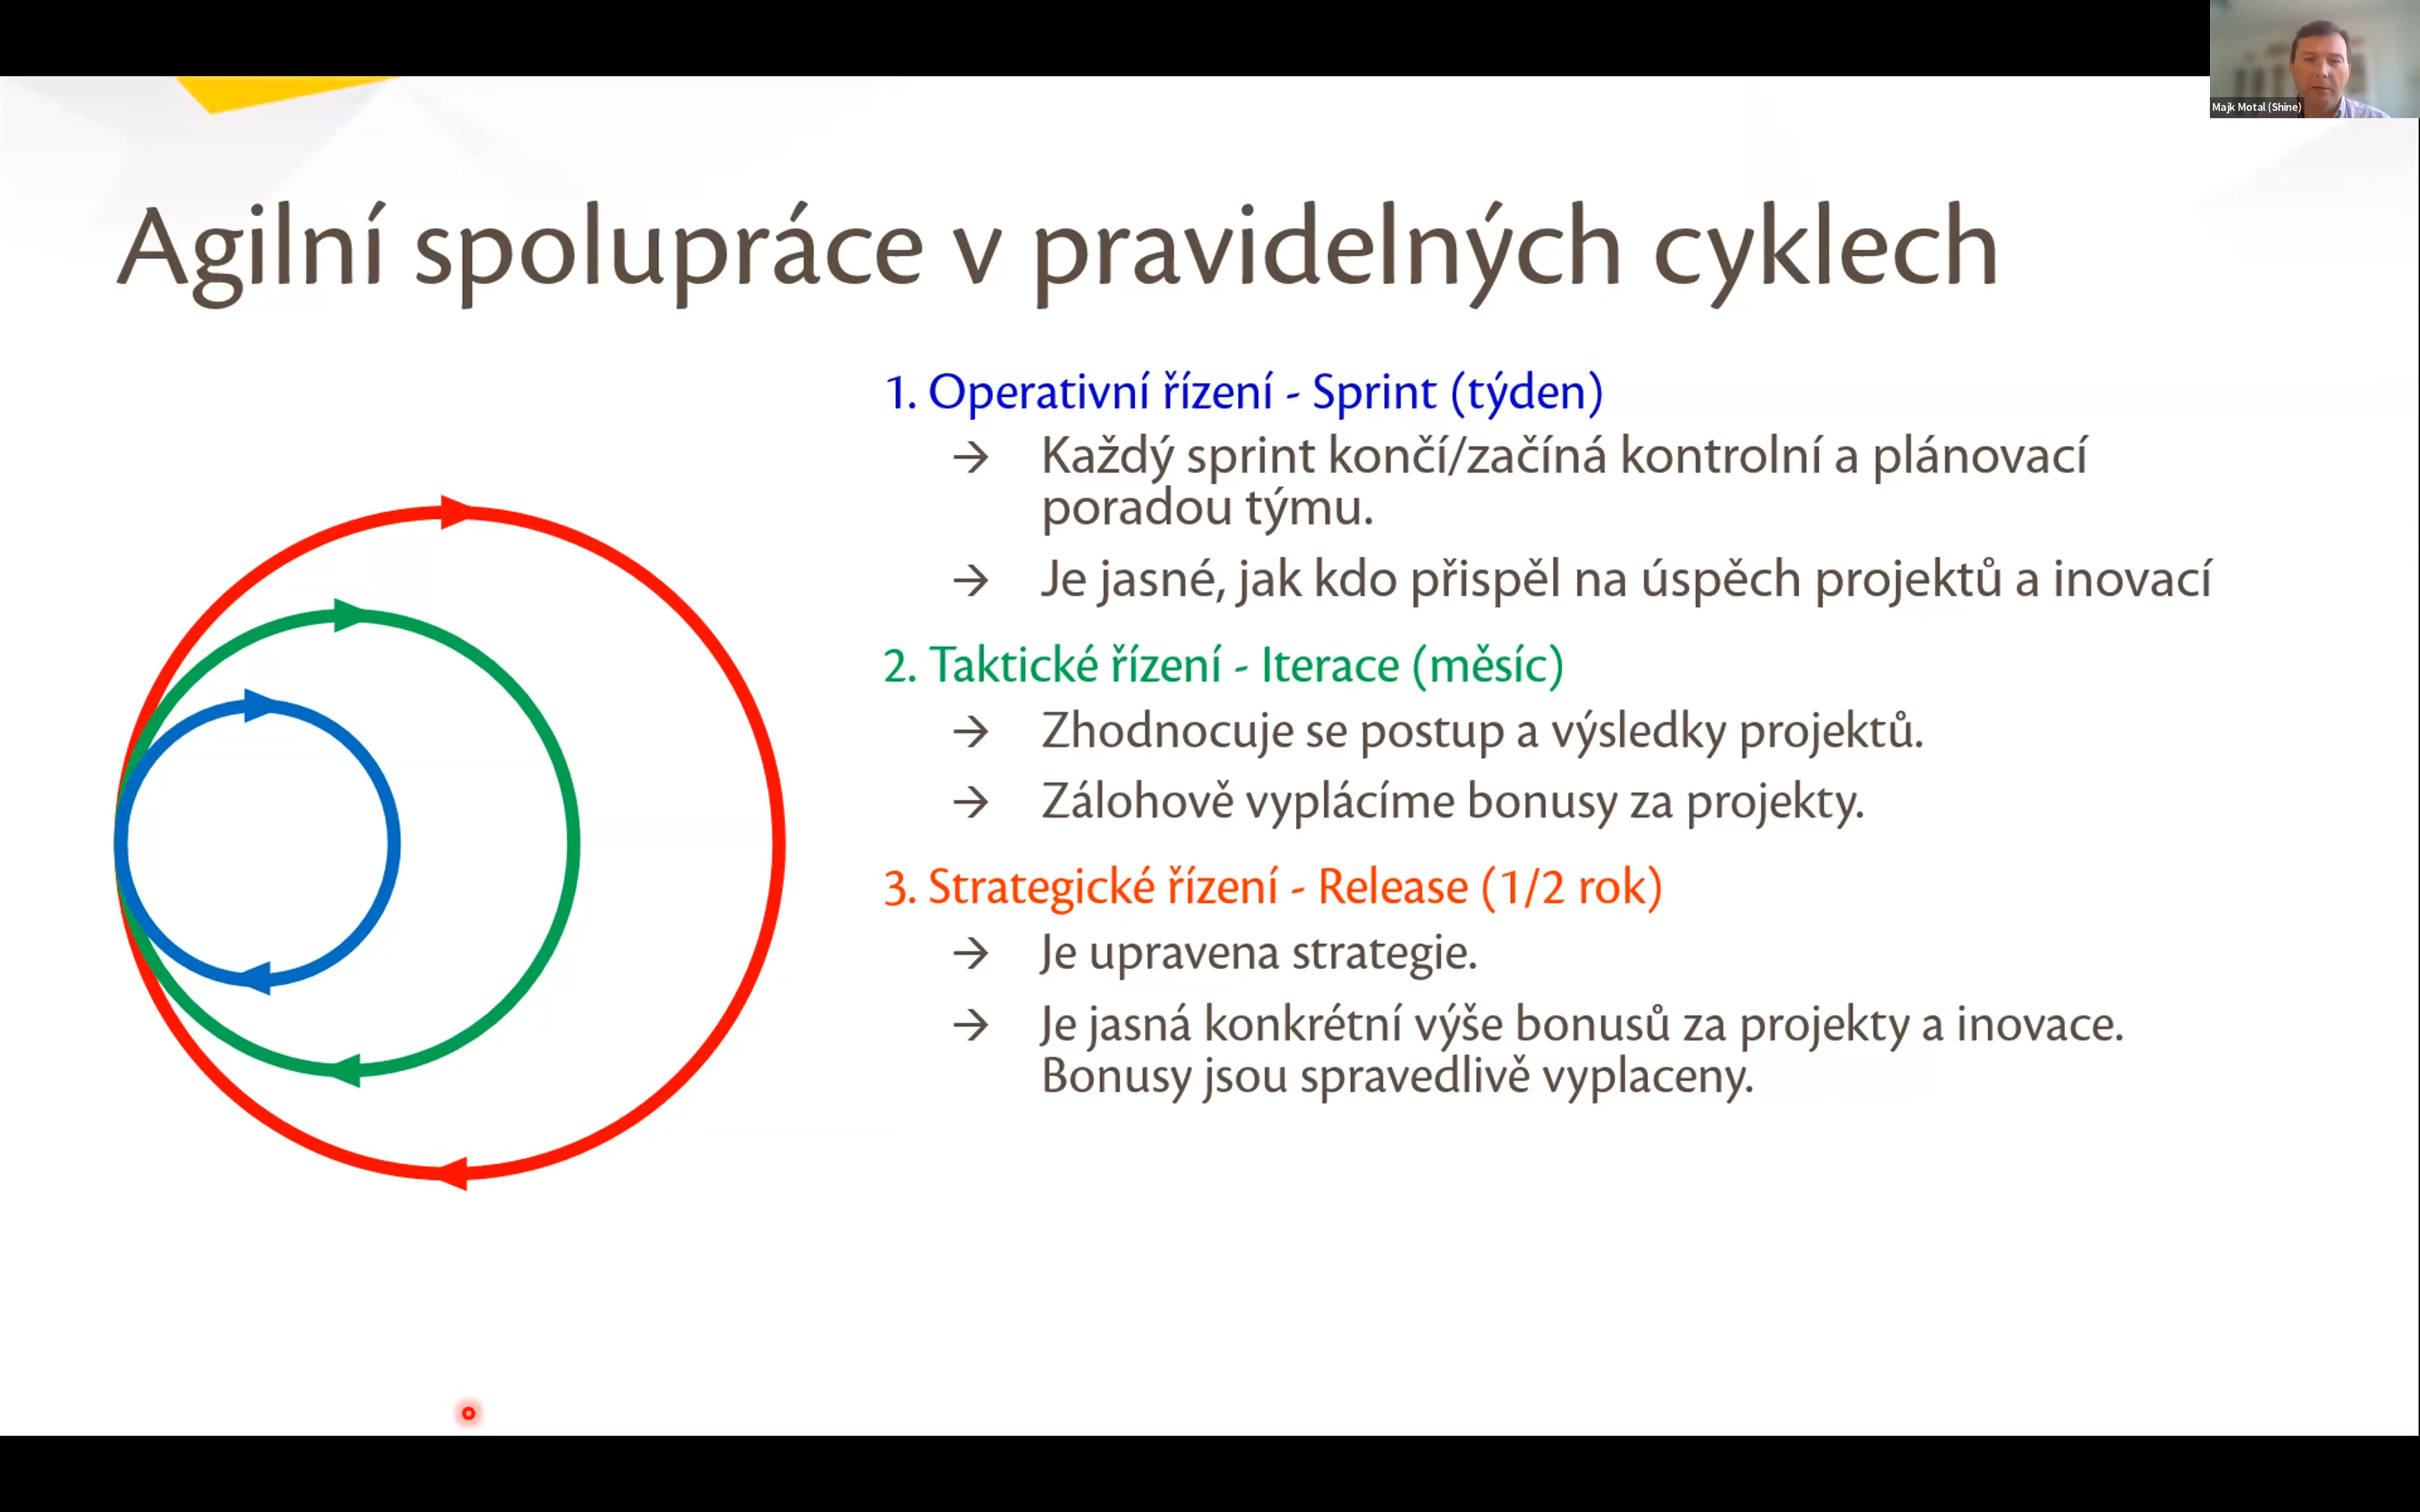 Majk Motal (Shine)
Agilní spolupráce v pravidelných cyklech
1. Operativní řízení - Sprint (týden)
→ Každý sprint končí/začíná kontrolní a plánovací
poradou týmu.
→ Je jasné, jak kdo přispěl na úspěch projektů a inovací
2. Taktické řízení - Iterace (měsíc)
→ Zhodnocuje se postup a výsledky projektů.
→ Zálohově vyplácíme bonusy za projekty.
3. Strategické řízení - Release (1/2 rok)
→ Je upravena strategie.
→ Je jasná konkrétní výše bonusů za projekty a inovace.
Bonusy jsou spravedlivě vyplaceny.